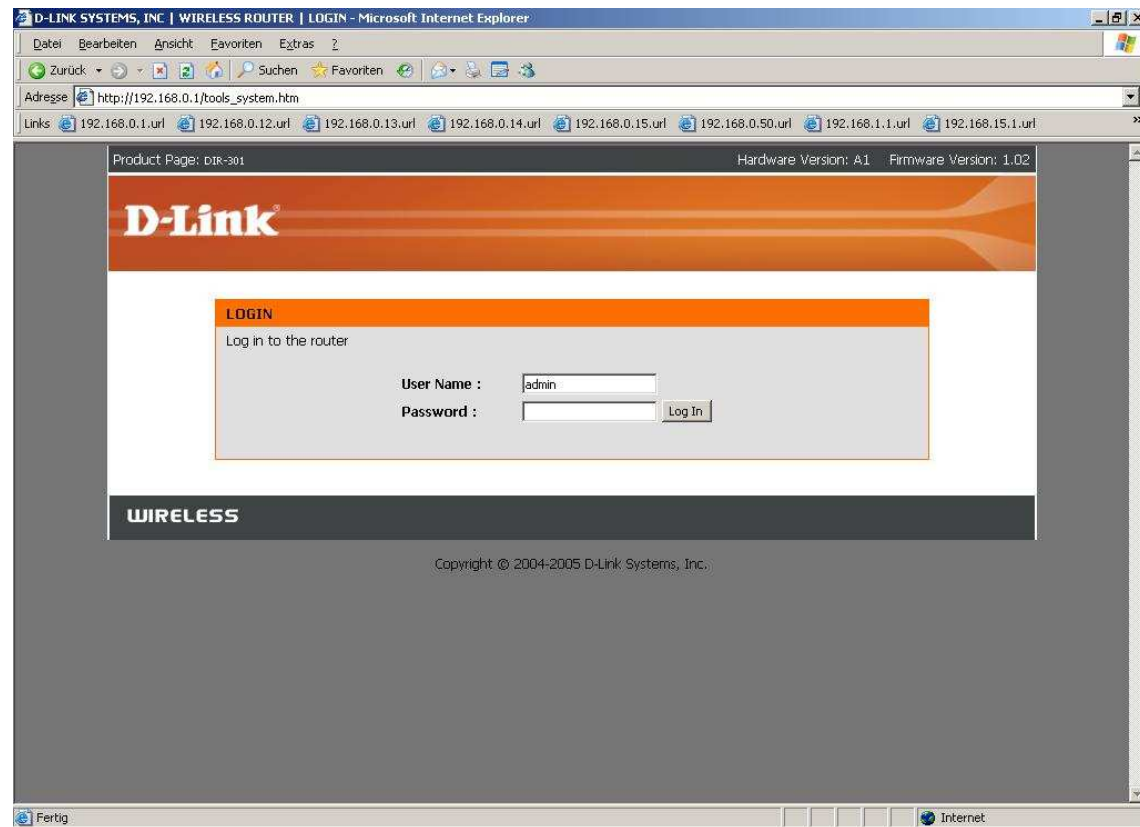 D-LINK SYSTEMS, INC | WIRELESS ROUTER | LOGIN - Microsoft Internet Explorer
Datei Bearbeiten Ansicht Favoriten Extras ?
Zurück Suchen Favoriten
Adresse http://192.168.0.1/tools_system.htm
Links 192.168.0.1.url 192.168.0.12.url 192.168.0.13.url 192.168.0.14.url 192.168.0.15.url 192.168.0.50.url 192.168.1.1.url 192.168.15.1.url »
Product Page: DIR-301 Hardware Version: A1 Firmware Version: 1.02
D-Link®
LOGIN
Log in to the router
User Name : admin
Password : Log In
WIRELESS
Copyright © 2004-2005 D-Link Systems, Inc.
Fertig Internet